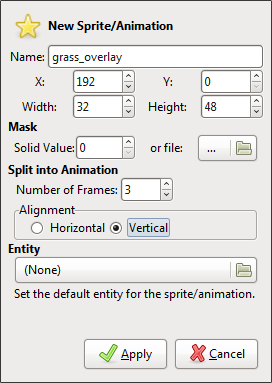 New Sprite/Animation
Name: grass_overlay
X: 192 Y: 0
Width: 32 Height: 48
Mask
Solid Value: 0 or file: ...
Split into Animation
Number of Frames: 3
Alignment
Horizontal Vertical
Entity
(None)
Set the default entity for the sprite/animation.
Apply Cancel